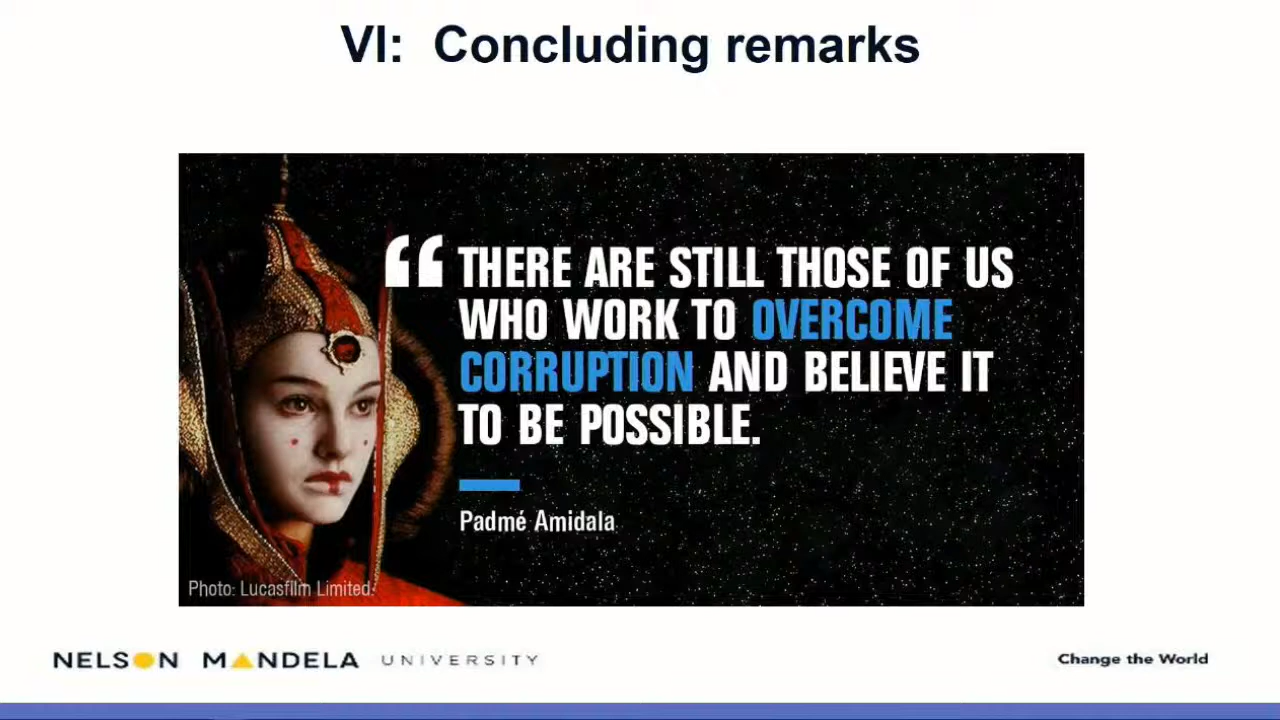 VI: Concluding remarks
“ THERE ARE STILL THOSE OF US
WHO WORK TO OVERCOME
CORRUPTION AND BELIEVE IT
TO BE POSSIBLE.
Padmé Amidala
Photo: Lucasfilm Limited.
NELSON MANDELA UNIVERSITY
Change the World